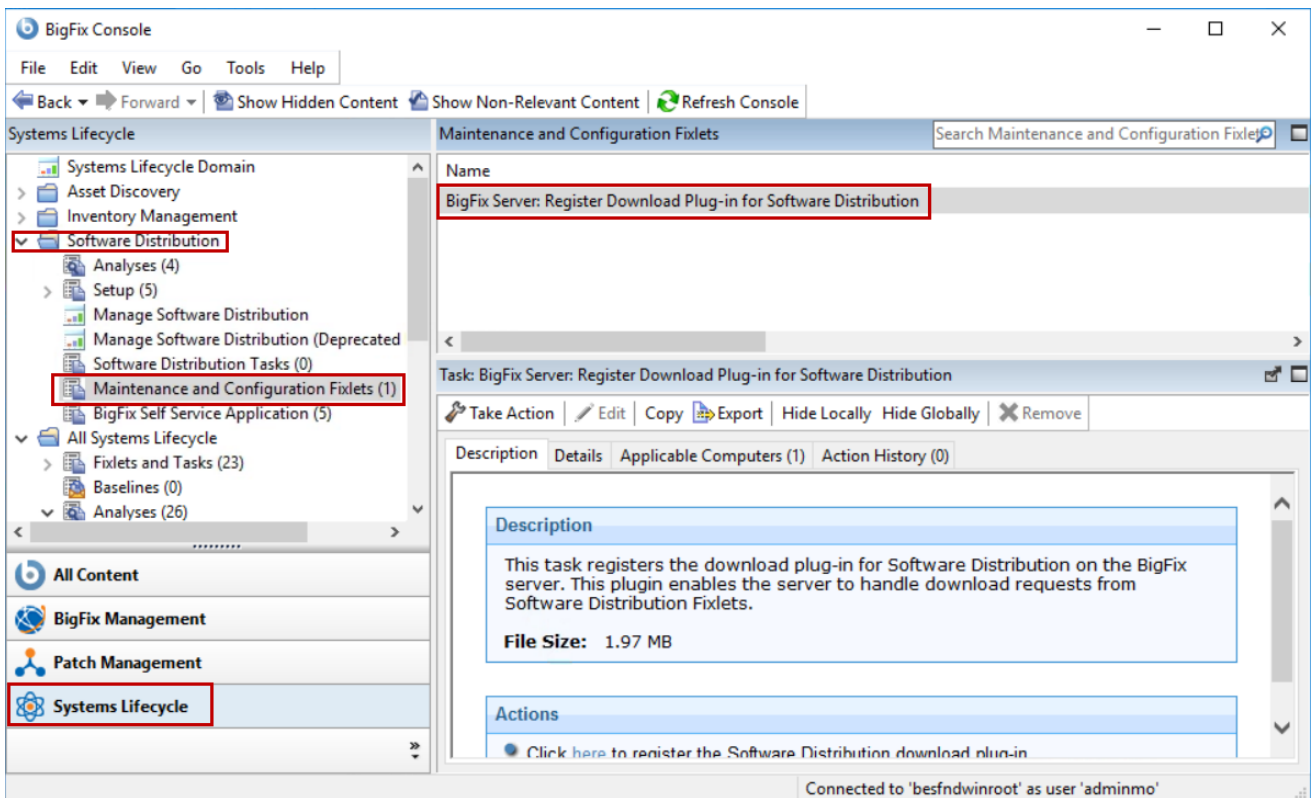 BigFix Console
File Edit View Go Tools Help
Back Forward Show Hidden Content Show Non-Relevant Content Refresh Console
Systems Lifecycle
Systems Lifecycle Domain
Asset Discovery
Inventory Management
Software Distribution
Analyses (4)
Setup (5)
Manage Software Distribution
Manage Software Distribution (Deprecated
Software Distribution Tasks (0)
Maintenance and Configuration Fixlets (1)
BigFix Self Service Application (5)
All Systems Lifecycle
Fixlets and Tasks (23)
Baselines (0)
Analyses (26)
All Content
BigFix Management
Patch Management
Systems Lifecycle
Maintenance and Configuration Fixlets
Search Maintenance and Configuration Fixlet
Name
BigFix Server: Register Download Plug-in for Software Distribution
Task: BigFix Server: Register Download Plug-in for Software Distribution
Take Action Edit Copy Export Hide Locally Hide Globally Remove
Description Details Applicable Computers (1) Action History (0)
Description
This task registers the download plug-in for Software Distribution on the BigFix
server. This plugin enables the server to handle download requests from
Software Distribution Fixlets.
File Size: 1.97 MB
Actions
Click here to register the Software Distribution download plug-in
Connected to 'besfndwinroot' as user 'adminmo'